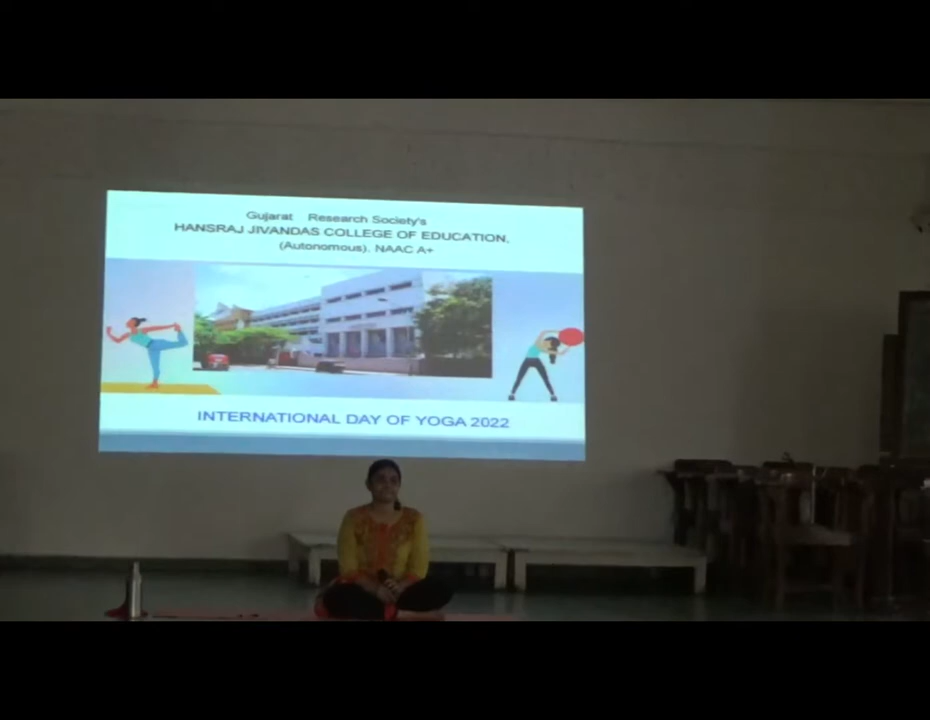 Gujarat Research Society's
HANSRAJ JIVANDAS COLLEGE OF EDUCATION,
(Autonomous). NAAC A+
INTERNATIONAL DAY OF YOGA 2022